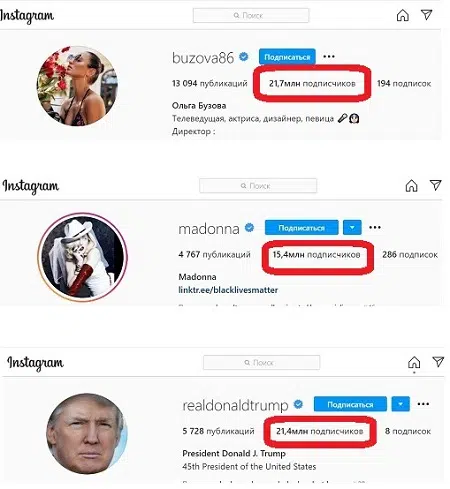 Instagram
Поиск
buzova86 Подписаться
13 094 публикаций 21,7млн подписчиков 194 подписок
Ольга Бузова
Телеведущая, актриса, дизайнер, певица
Директор :
Instagram
Поиск
madonna Подписаться
4 767 публикаций 15,4млн подписчиков 286 подписок
Madonna
linktr.ee/blacklivesmatter
Instagram
Поиск
realdonaldtrump Подписаться
5 728 публикаций 21,4млн подписчиков 8 подписок
President Donald J. Trump
45th President of the United States